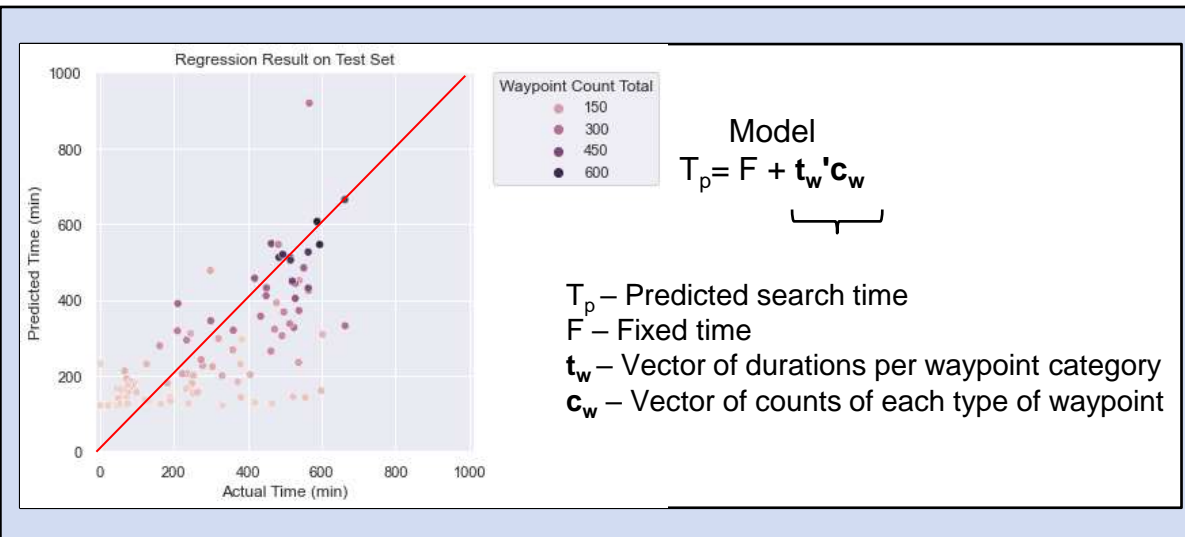 Regression Result on Test Set
1000
800
600
400
200
0
Predicted Time (min)
0 200 400 600 800 1000
Actual Time (min)
Waypoint Count Total
150
300
450
600
Model
Tp= F + tw'cw
Tp – Predicted search time
F – Fixed time
tw – Vector of durations per waypoint category
cw – Vector of counts of each type of waypoint